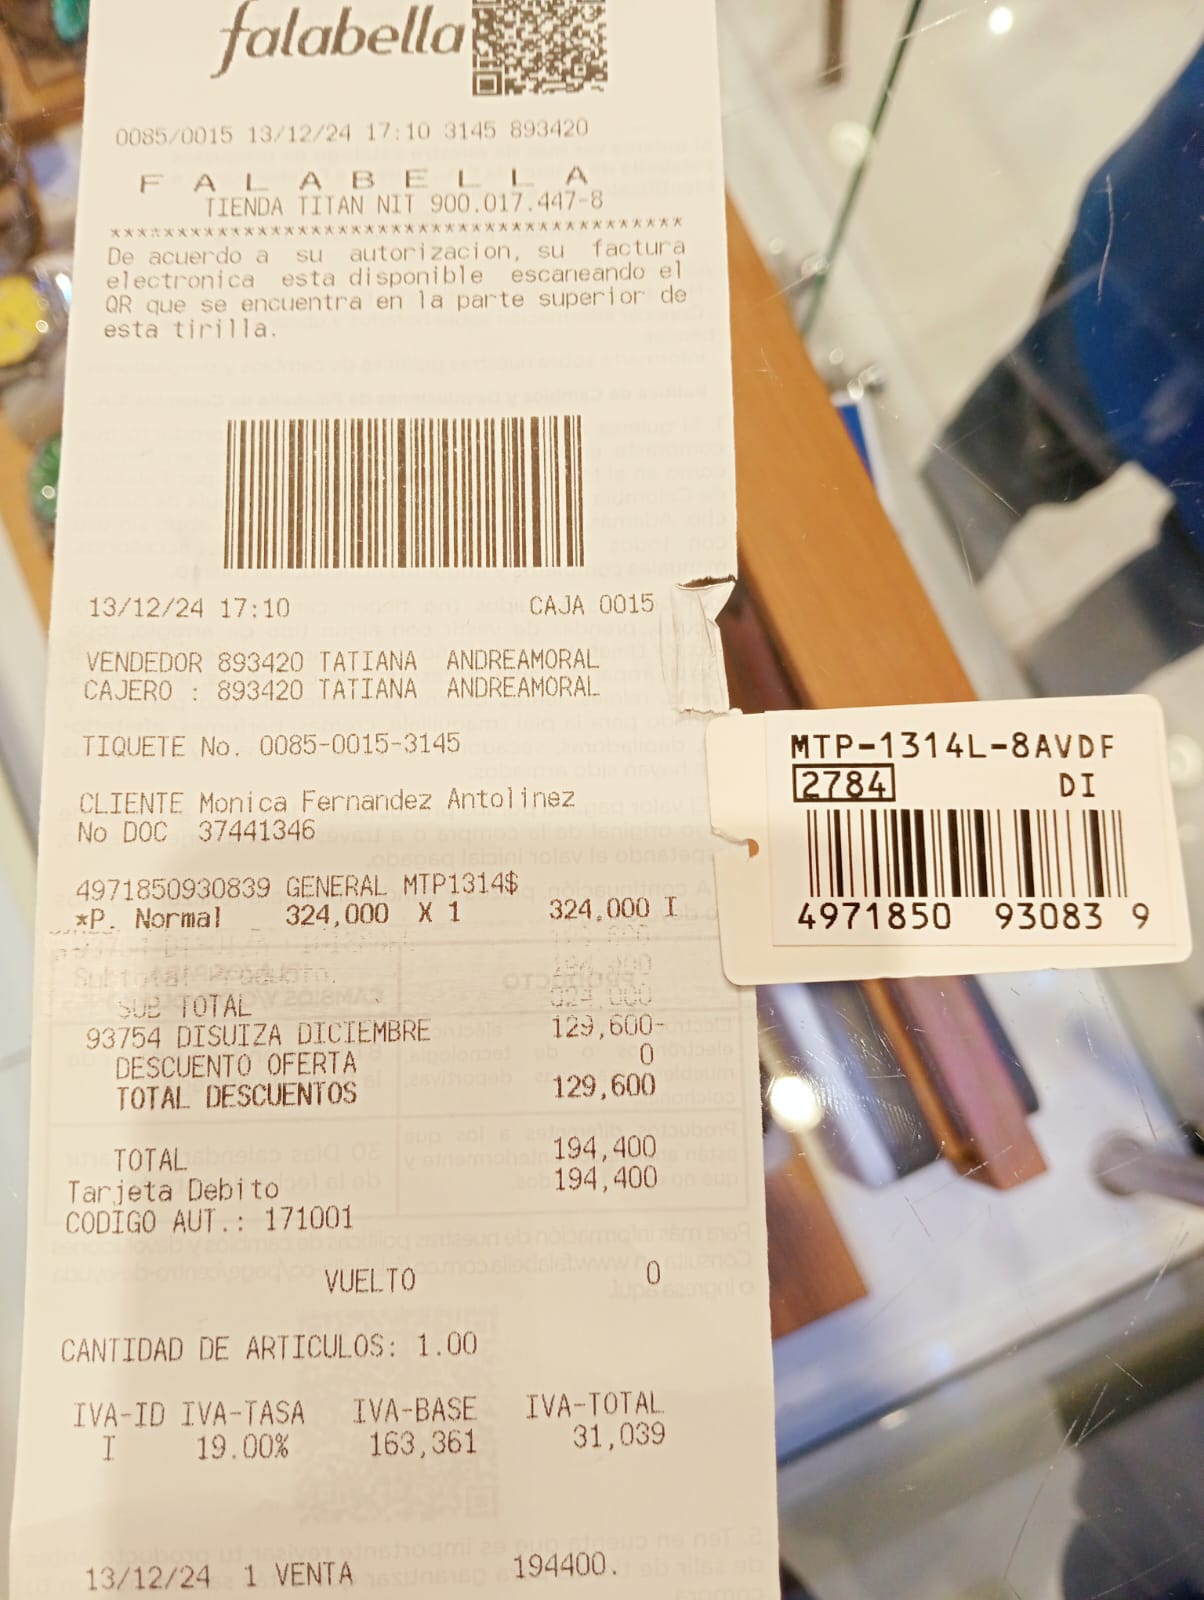 falabella
0085/0015 13/12/24 17:10 3145 893420
F A L A B E L L A
TIENDA TITAN NIT 900.017.447-8
*******************************************
De acuerdo a su autorizacion, su factura
electronica esta disponible escaneando el
QR que se encuentra en la parte superior de
esta tirilla.
13/12/24 17:10 CAJA 0015
VENDEDOR 893420 TATIANA ANDREAMORAL
CAJERO : 893420 TATIANA ANDREAMORAL
TIQUETE No. 0085-0015-3145
CLIENTE Monica Fernandez Antolinez
No DOC 37441346
4971850930839 GENERAL MTP1314$
*P. Normal 324,000 X 1 324,000 I
Subtotal Producto. 194,400
SUB TOTAL 324,000
93754 DISUIZA DICIEMBRE 129,600-
DESCUENTO OFERTA 0
TOTAL DESCUENTOS 129,600
TOTAL 194,400
Tarjeta Debito 194,400
CODIGO AUT.: 171001
VUELTO 0
CANTIDAD DE ARTICULOS: 1.00
IVA-ID IVA-TASA IVA-BASE IVA-TOTAL
I 19.00% 163,361 31,039
13/12/24 1 VENTA 194400.
MTP-1314L-8AVDF
2784 DI
4971850 93083 9